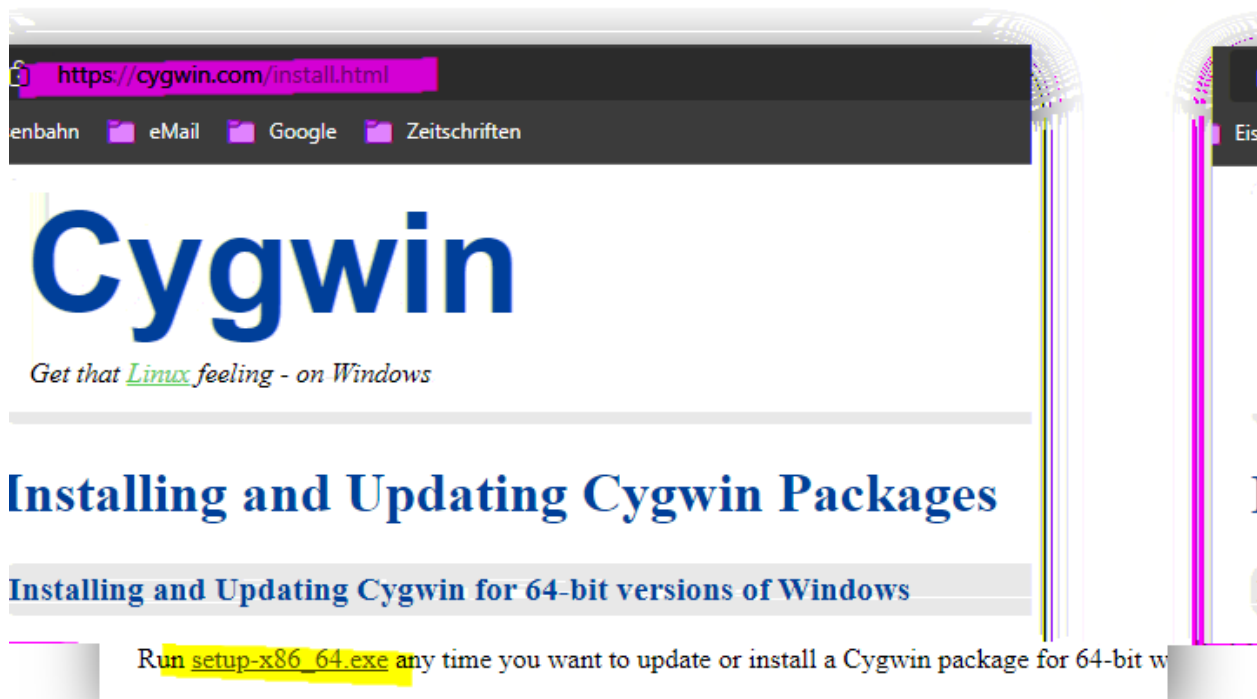 https://cygwin.com/install.html
enbahn eMail Google Zeitschriften
Eis
Cygwin
Get that Linux feeling - on Windows
Installing and Updating Cygwin Packages
Installing and Updating Cygwin for 64-bit versions of Windows
Run setup-x86_64.exe any time you want to update or install a Cygwin package for 64-bit w